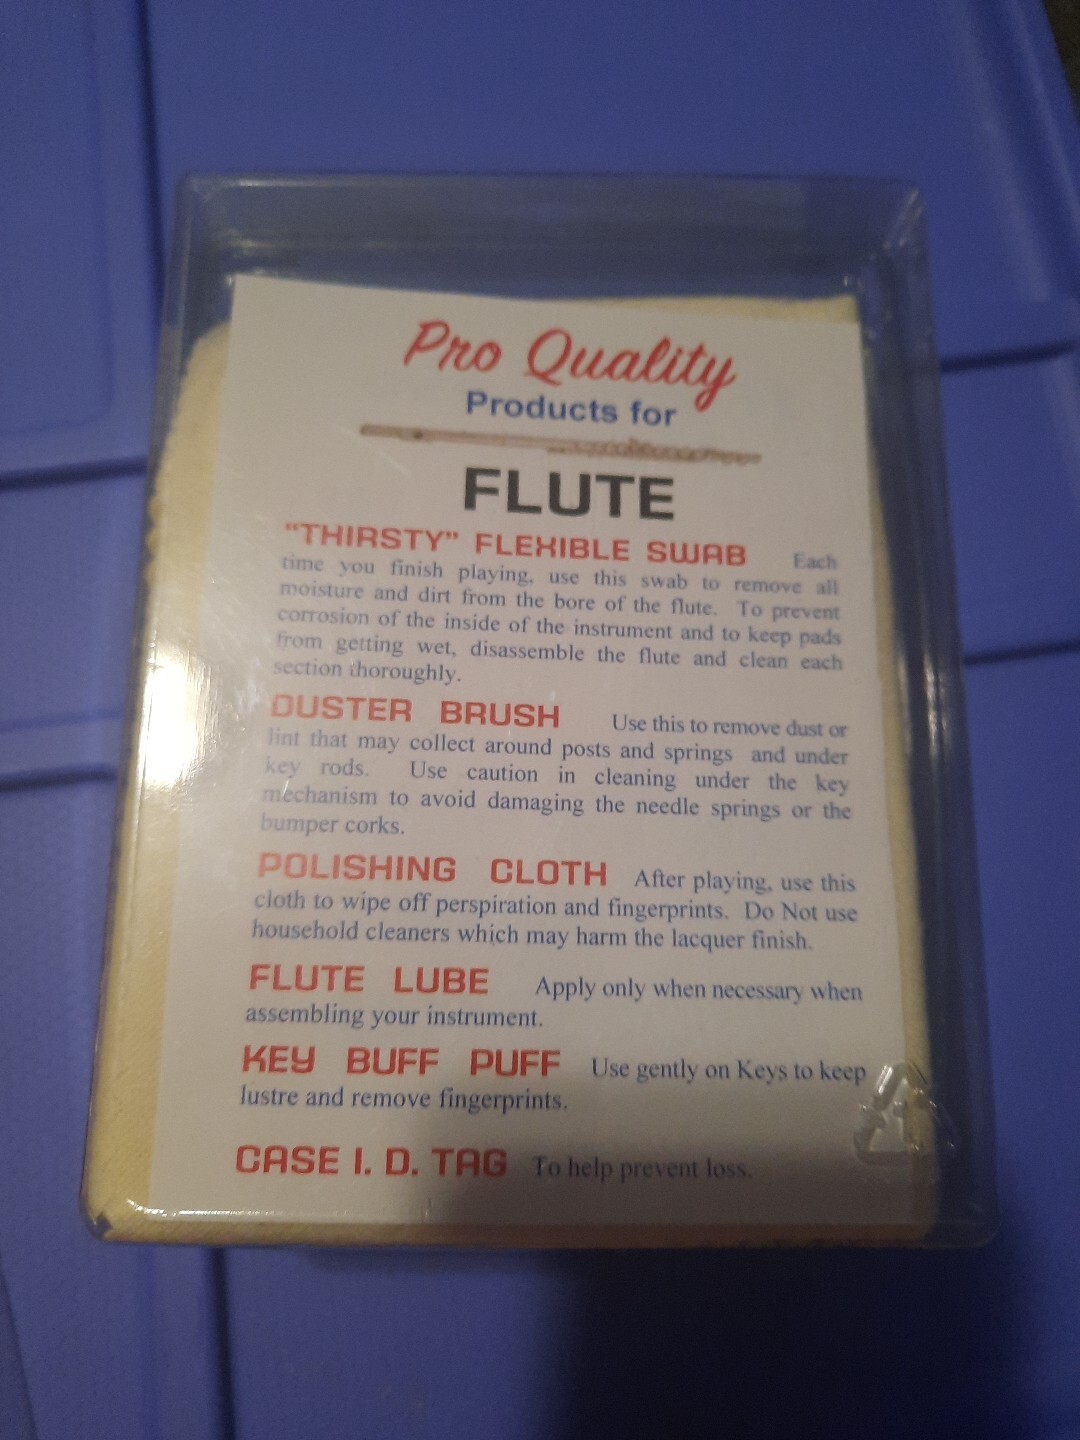 Pro Quality
Products for
FLUTE
"THIRSTY" FLEXIBLE SWAB Each
time you finish playing, use this swab to remove all
moisture and dirt from the bore of the flute. To prevent
corrosion of the inside of the instrument and to keep pads
from getting wet, disassemble the flute and clean each
section thoroughly.
DUSTER BRUSH Use this to remove dust or
lint that may collect around posts and springs and under
key rods. Use caution in cleaning under the key
mechanism to avoid damaging the needle springs or the
bumper corks.
POLISHING CLOTH After playing, use this
cloth to wipe off perspiration and fingerprints. Do Not use
household cleaners which may harm the lacquer finish.
FLUTE LUBE Apply only when necessary when
assembling your instrument.
KEY BUFF PUFF Use gently on Keys to keep
lustre and remove fingerprints.
CASE I. D. TAG To help prevent loss.